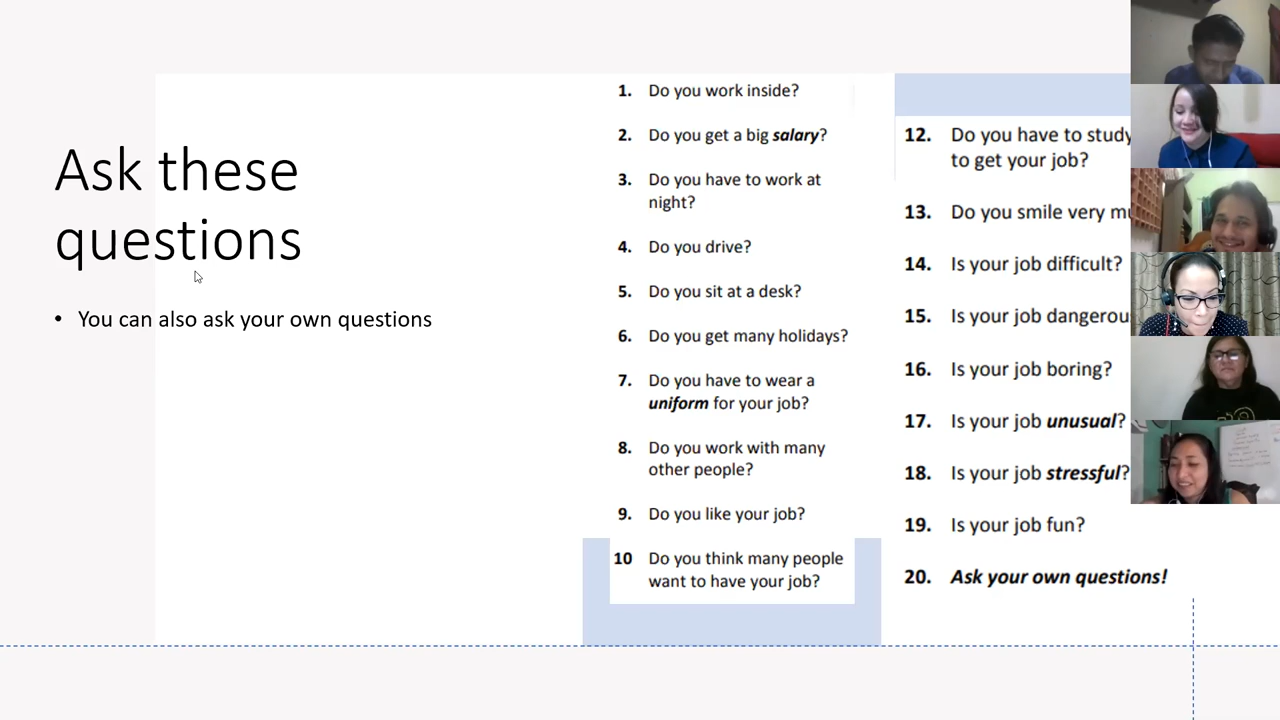 Ask these
questions
• You can also ask your own questions
1. Do you work inside?
2. Do you get a big salary?
3. Do you have to work at
night?
4. Do you drive?
5. Do you sit at a desk?
6. Do you get many holidays?
7. Do you have to wear a
uniform for your job?
8. Do you work with many
other people?
9. Do you like your job?
10 Do you think many people
want to have your job?
12. Do you have to study
to get your job?
13. Do you smile very
14. Is your job difficult?
15. Is your job
16. Is your job boring?
17. Is your job unusual?
18. Is your job stressful?
19. Is your job fun?
20. Ask your own questions!